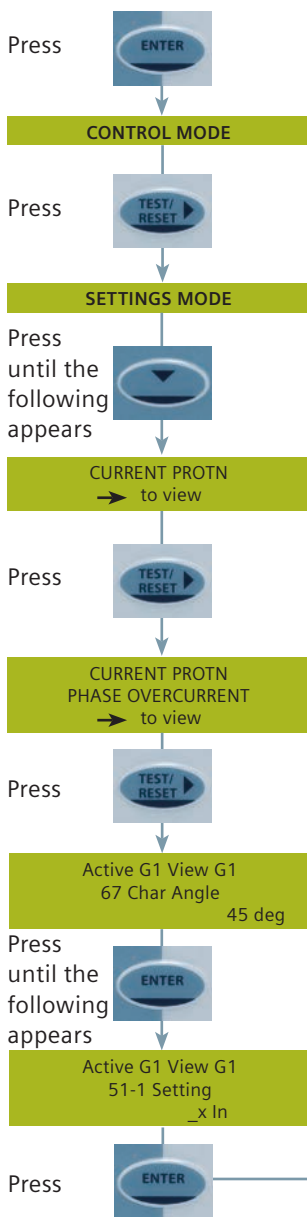 Press
ENTER
CONTROL MODE
Press
TEST/
RESET
SETTINGS MODE
Press
until the
following
appears
CURRENT PROTN
→ to view
Press
TEST/
RESET
CURRENT PROTN
PHASE OVERCURRENT
→ to view
Press
TEST/
RESET
Active G1 View G1
67 Char Angle
45 deg
Press
until the
following
appears
ENTER
Active G1 View G1
51-1 Setting
_x In
Press
ENTER